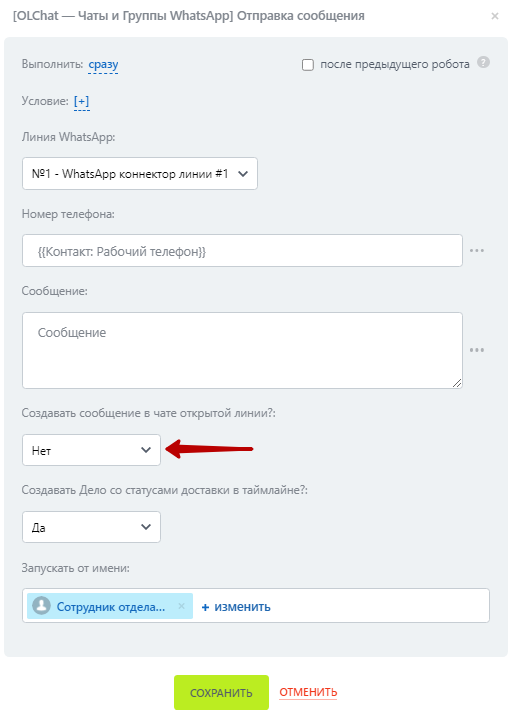 [OLChat — Чаты и Группы WhatsApp] Отправка сообщения ×
Выполнить: сразу после предыдущего робота ?
Условие: [+]
Линия WhatsApp:
№1 - WhatsApp коннектор линии #1
Номер телефона:
{{Контакт: Рабочий телефон}} ...
Сообщение:
Сообщение ...
Создавать сообщение в чате открытой линии?:
Нет
Создавать Дело со статусами доставки в таймлайне?:
Да
Запускать от имени:
Сотрудник отдела... × + изменить
СОХРАНИТЬ ОТМЕНИТЬ